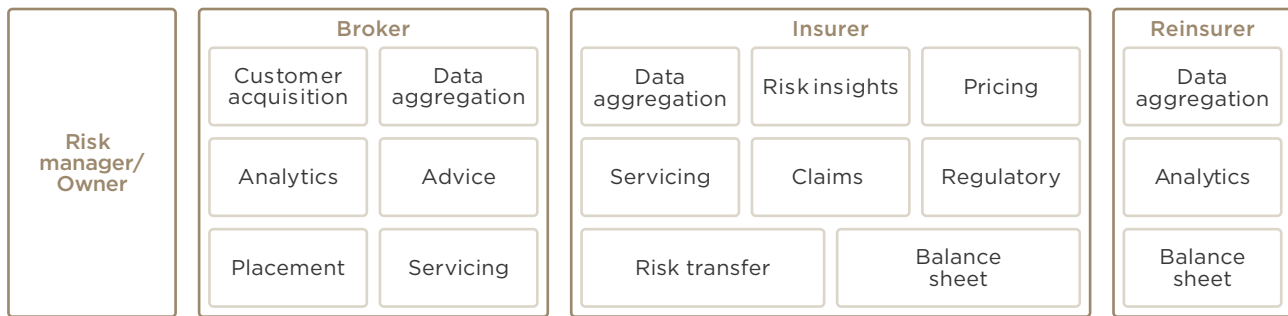 Risk
manager/
Owner
Broker
Customer
acquisition
Data
aggregation
Analytics
Advice
Placement
Servicing
Insurer
Data
aggregation
Risk insights
Pricing
Servicing
Claims
Regulatory
Risk transfer
Balance
sheet
Reinsurer
Data
aggregation
Analytics
Balance
sheet